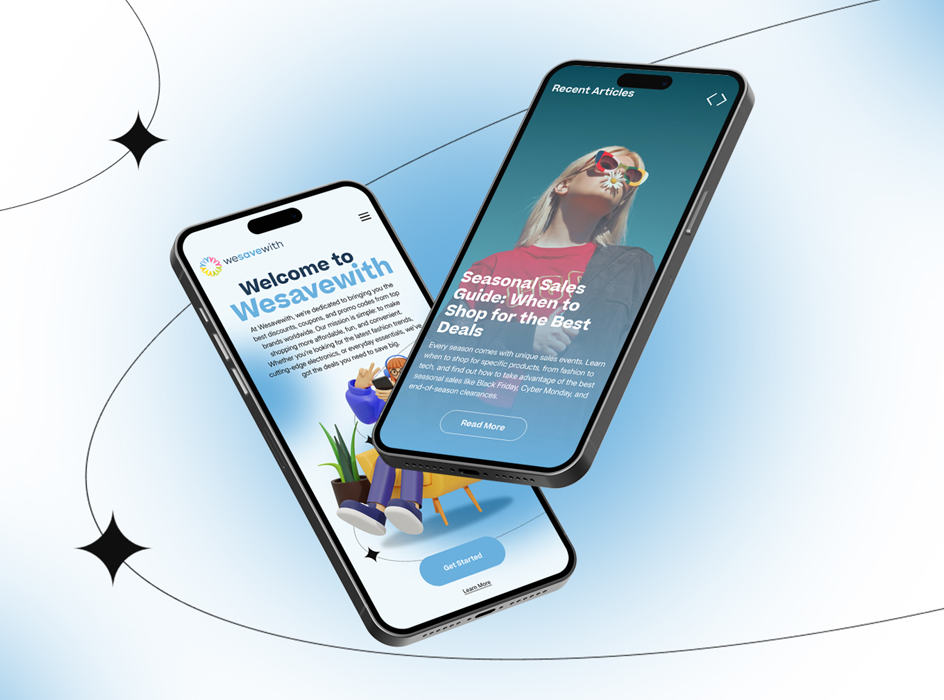 wesavewith
Welcome to
Wesavewith
At Wesavewith, we're dedicated to bringing you the
best discounts, coupons, and promo codes from top
brands worldwide. Our mission is simple: to make
shopping more affordable, fun, and convenient.
Whether you're looking for the latest fashion trends,
cutting-edge electronics, or everyday essentials, we've
got the deals you need to save big.
Get Started
Learn More
Recent Articles
Seasonal Sales
Guide: When to
Shop for the Best
Deals
Every season comes with unique sales events. Learn
when to shop for specific products, from fashion to
tech, and find out how to take advantage of the best
seasonal sales like Black Friday, Cyber Monday, and
end-of-season clearances.
Read More